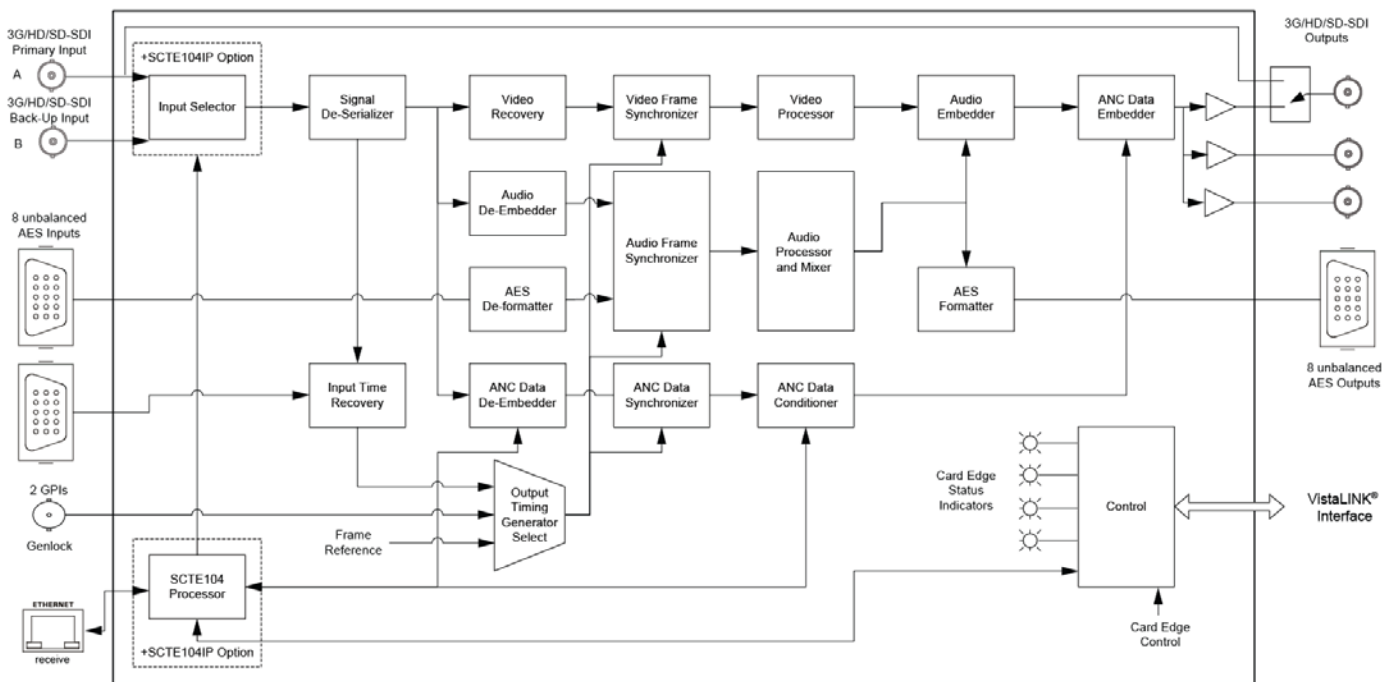 3G/HD/SD-SDI
Primary Input
A
3G/HD/SD-SDI
Back-Up Input
B
+SCTE104IP Option
Input Selector
Signal
De-Serializer
Video
Recovery
Video Frame
Synchronizer
Video
Processor
Audio
Embedder
ANC Data
Embedder
3G/HD/SD-SDI
Outputs
8 unbalanced
AES Inputs
Audio
De-Embedder
Audio Frame
Synchronizer
Audio
Processor
and Mixer
AES
De-formatter
AES
Formatter
8 unbalanced
AES Outputs
Input Time
Recovery
ANC Data
De-Embedder
ANC Data
Synchronizer
ANC Data
Conditioner
2 GPIs
Genlock
Output
Timing
Generator
Select
Frame
Reference
Card Edge
Status
Indicators
Control
VistaLINK®
Interface
SCTE104
Processor
+SCTE104IP Option
ETHERNET
receive
Card Edge
Control